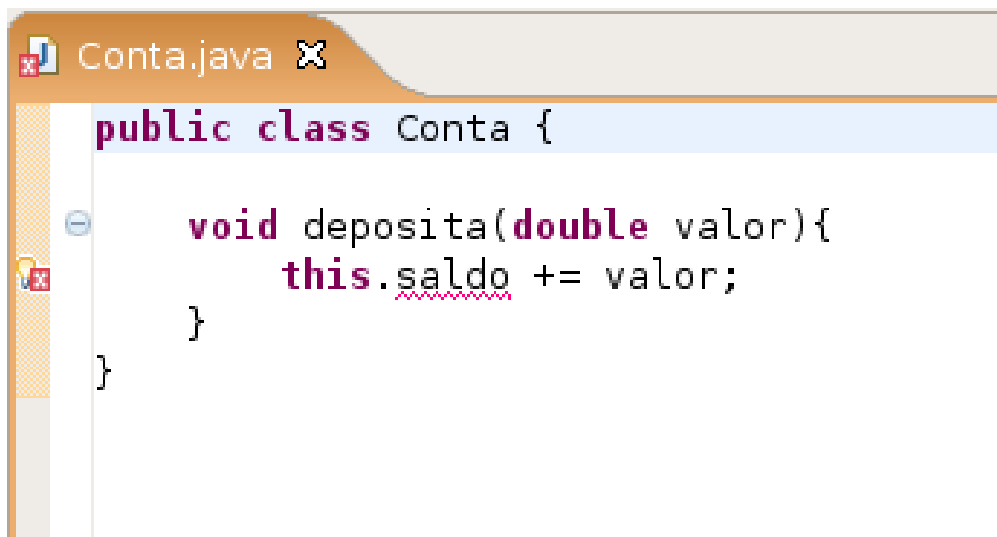 Conta.java
public class Conta {
void deposita(double valor){
this.saldo += valor;
}
}